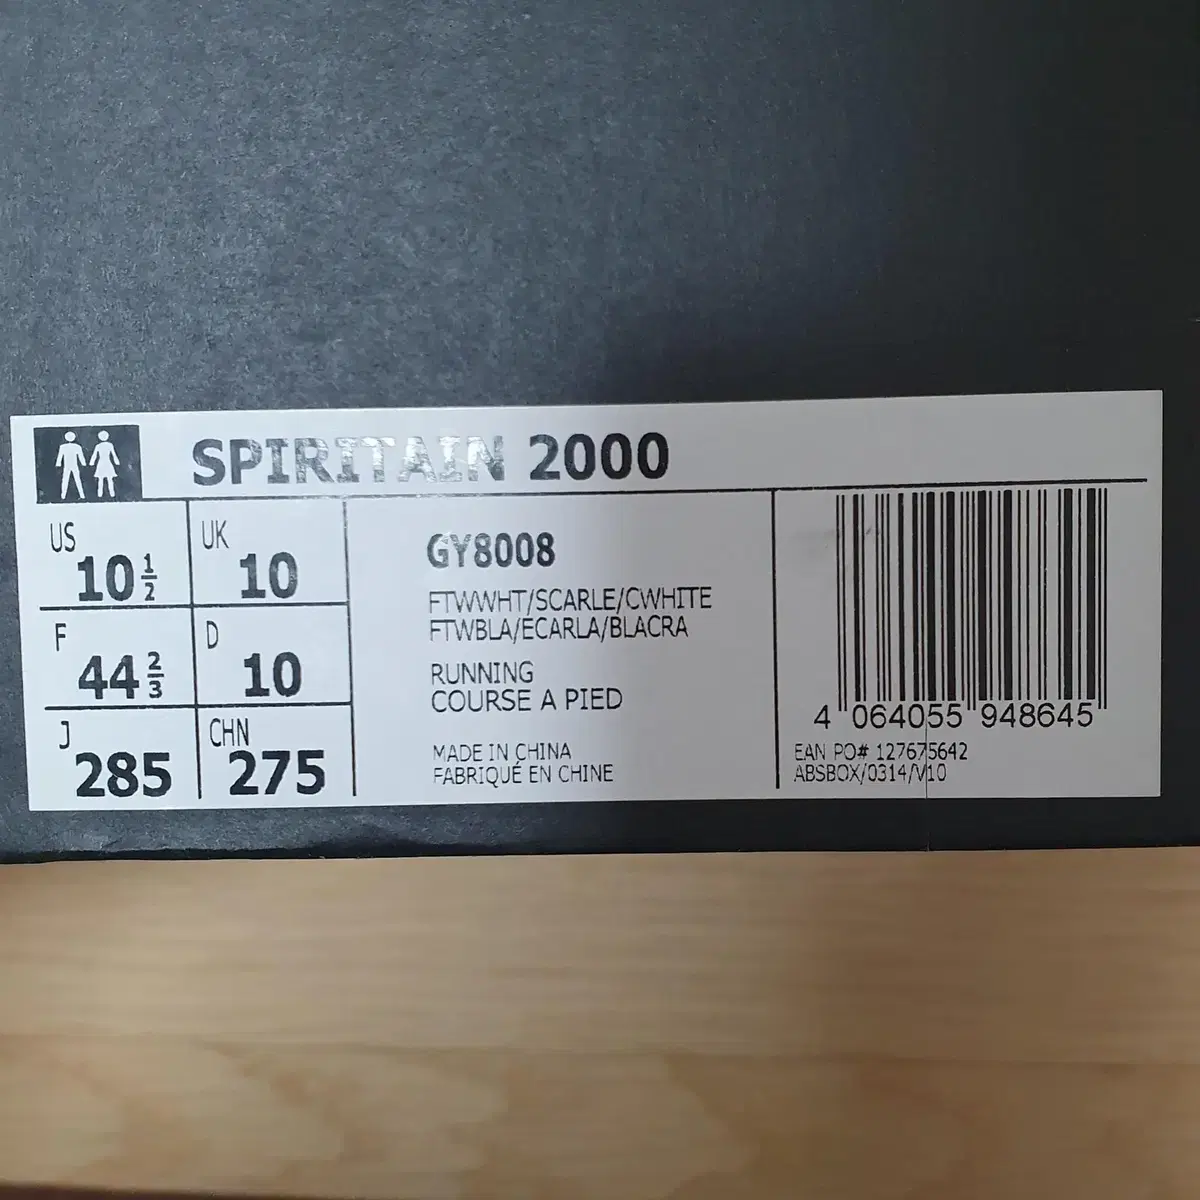 SPIRITAIN 2000
US 10 1/2
UK 10
F 44 2/3
D 10
J 285
CHN 275
GY8008
FTWWHT/SCARLE/CWHITE
FTWBLA/ECARLA/BLACRA
RUNNING
COURSE A PIED
MADE IN CHINA
FABRIQUÉ EN CHINE
4 064055 948645
EAN PO# 127675642
ABSBOX/0314/V10